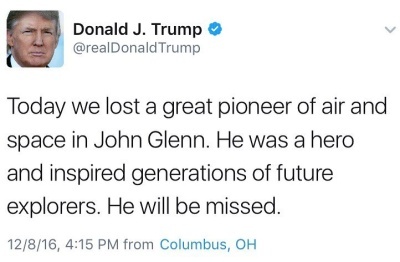 Donald J. Trump
@realDonaldTrump
Today we lost a great pioneer of air and
space in John Glenn. He was a hero
and inspired generations of future
explorers. He will be missed.
12/8/16, 4:15 PM from Columbus, OH